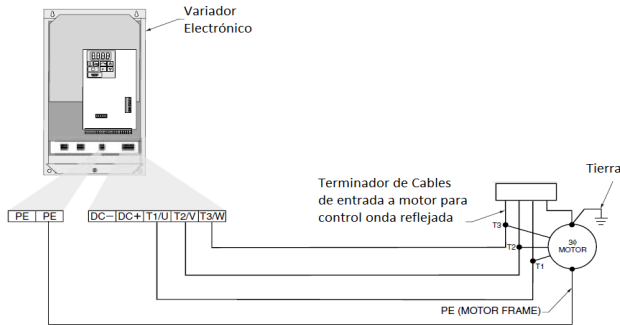 Variador
Electrónico
Tierra
Terminador de Cables
de entrada a motor para
control onda reflejada
PE PE
DC− DC+ T1/U T2/V T3/W
T3
T2
T1
3Ø
MOTOR
PE (MOTOR FRAME)